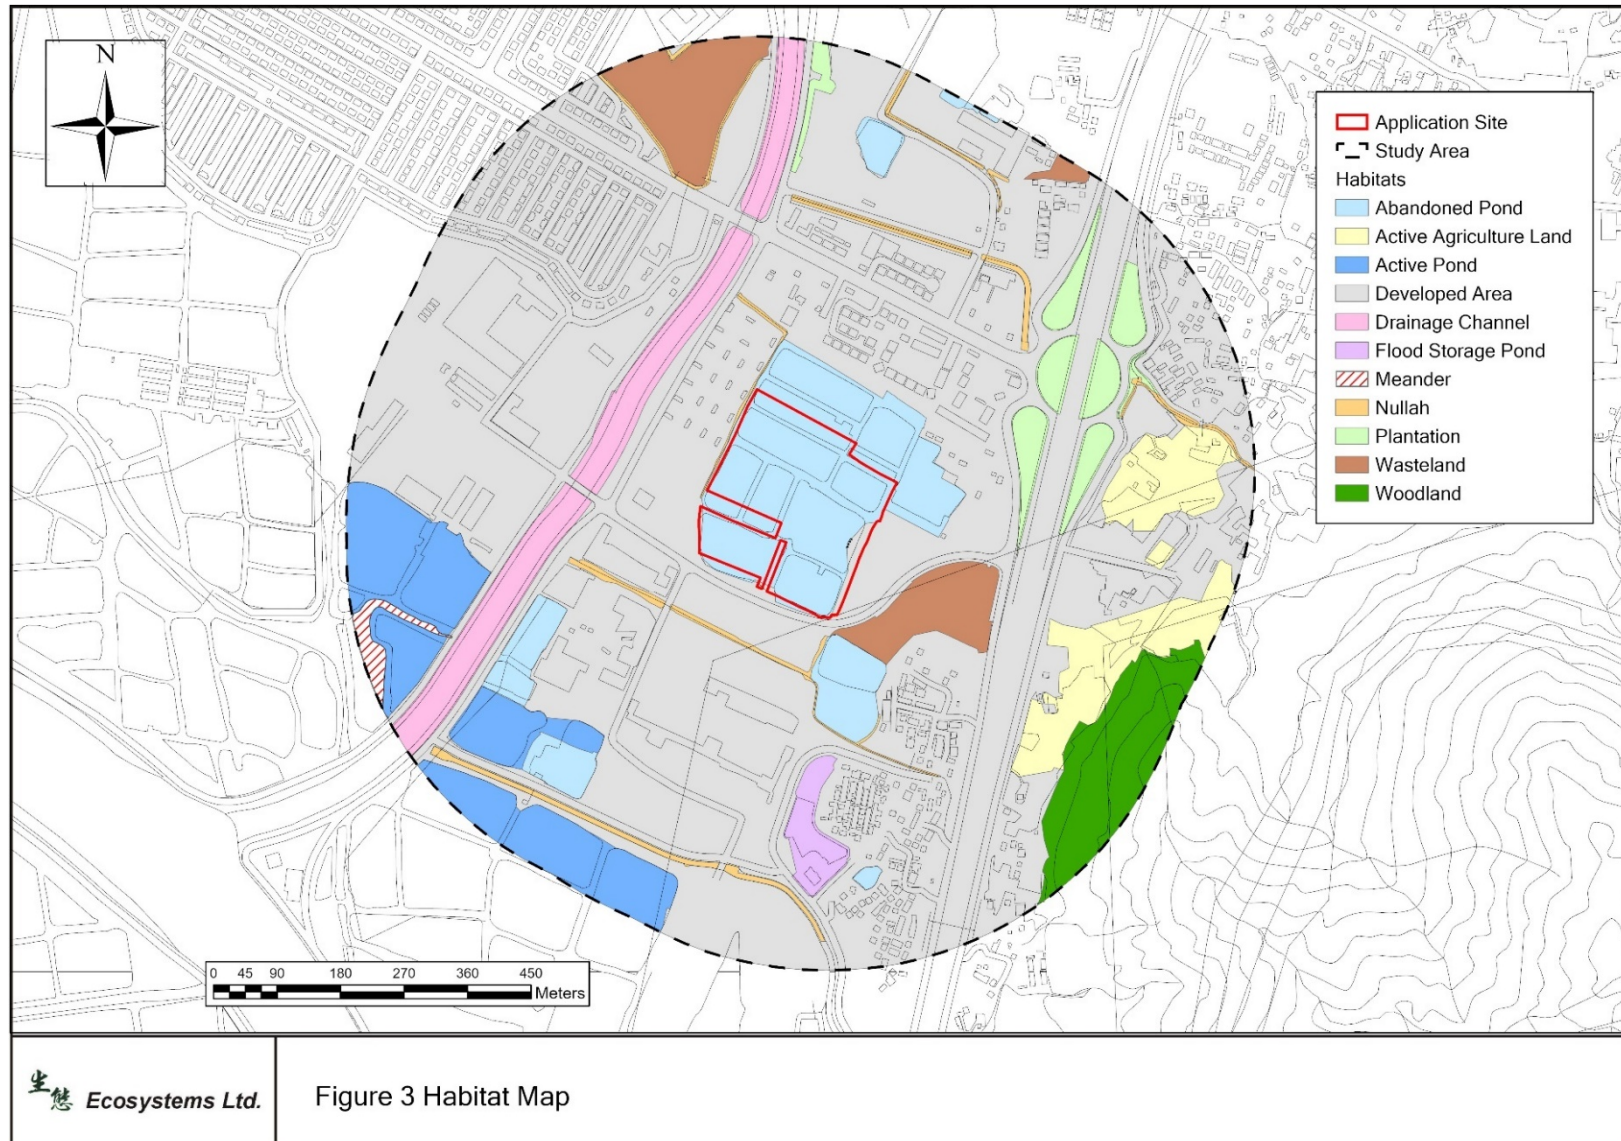 N
Application Site
Study Area
Habitats
Abandoned Pond
Active Agriculture Land
Active Pond
Developed Area
Drainage Channel
Flood Storage Pond
Meander
Nullah
Plantation
Wasteland
Woodland
0 45 90 180 270 360 450
Meters
生態 Ecosystems Ltd.
Figure 3 Habitat Map